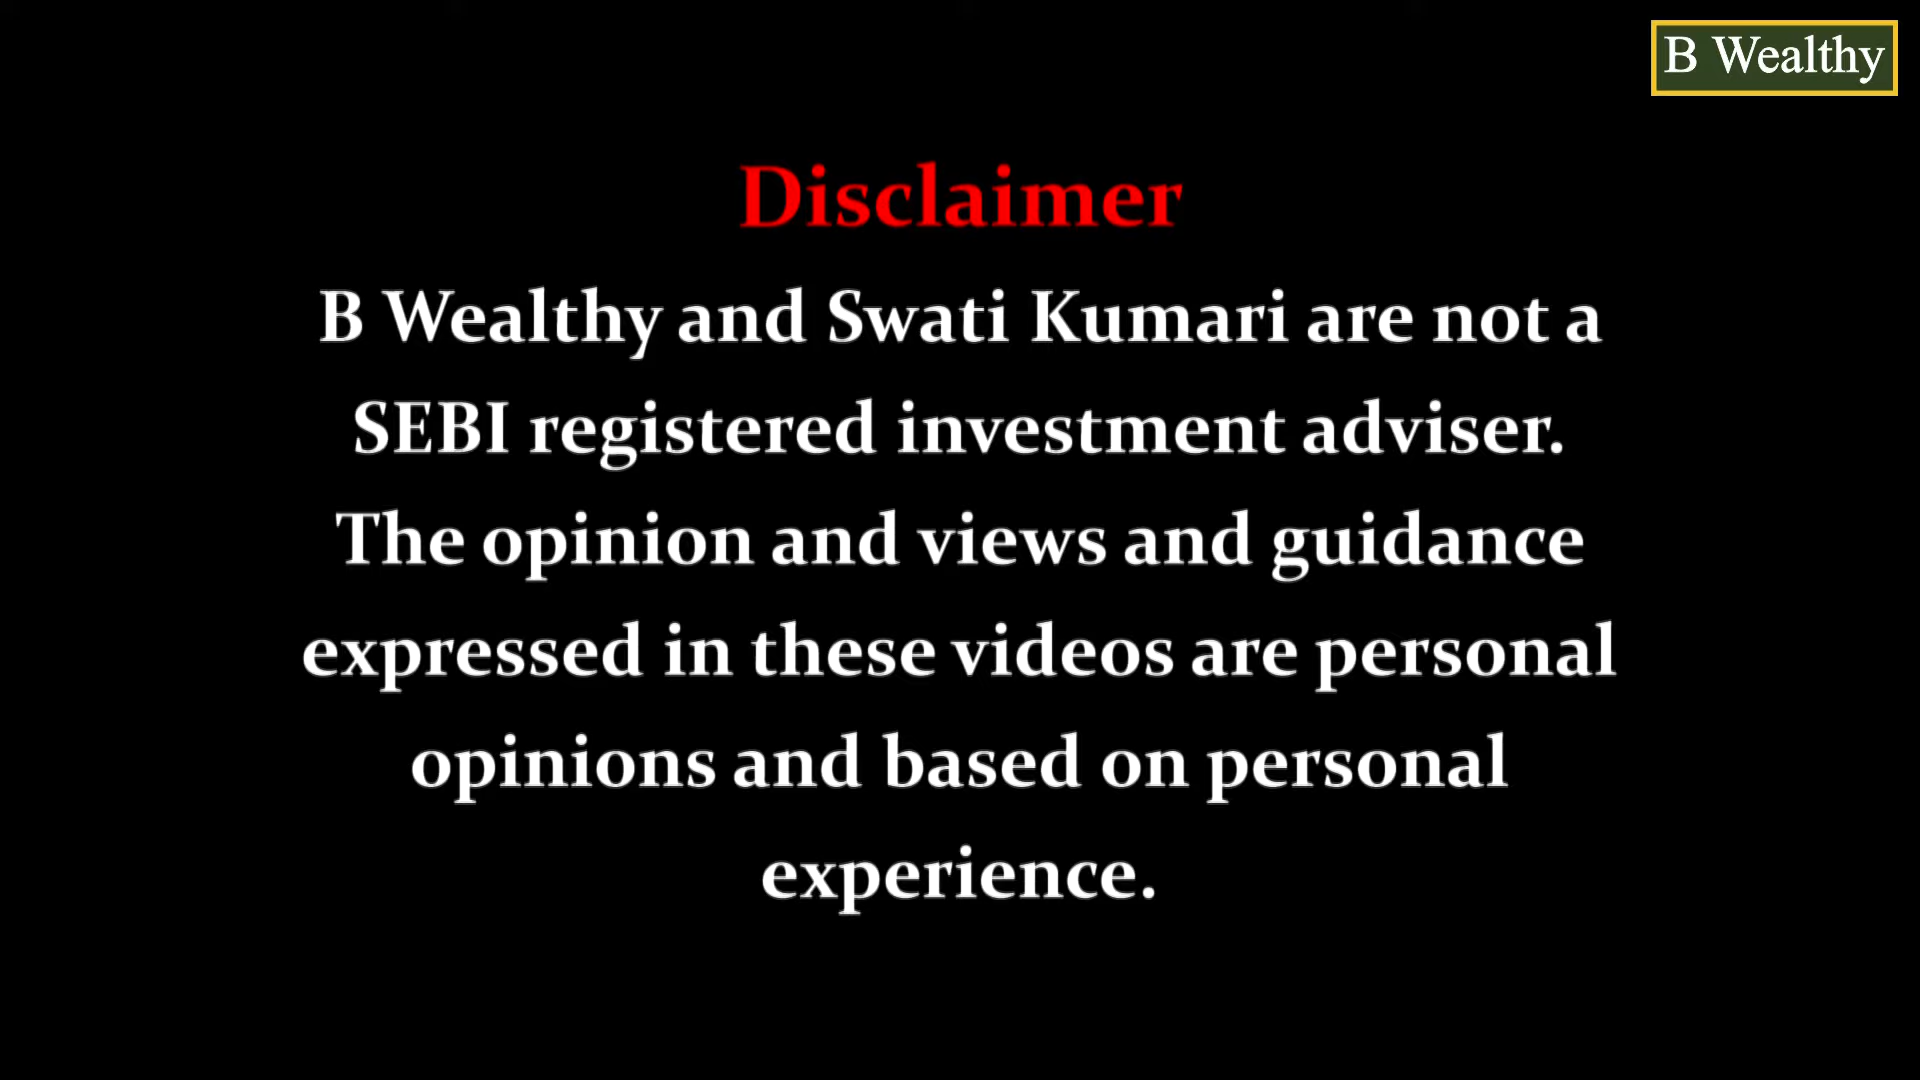 B Wealthy
Disclaimer
B Wealthy and Swati Kumari are not a
SEBI registered investment adviser.
The opinion and views and guidance
expressed in these videos are personal
opinions and based on personal
experience.